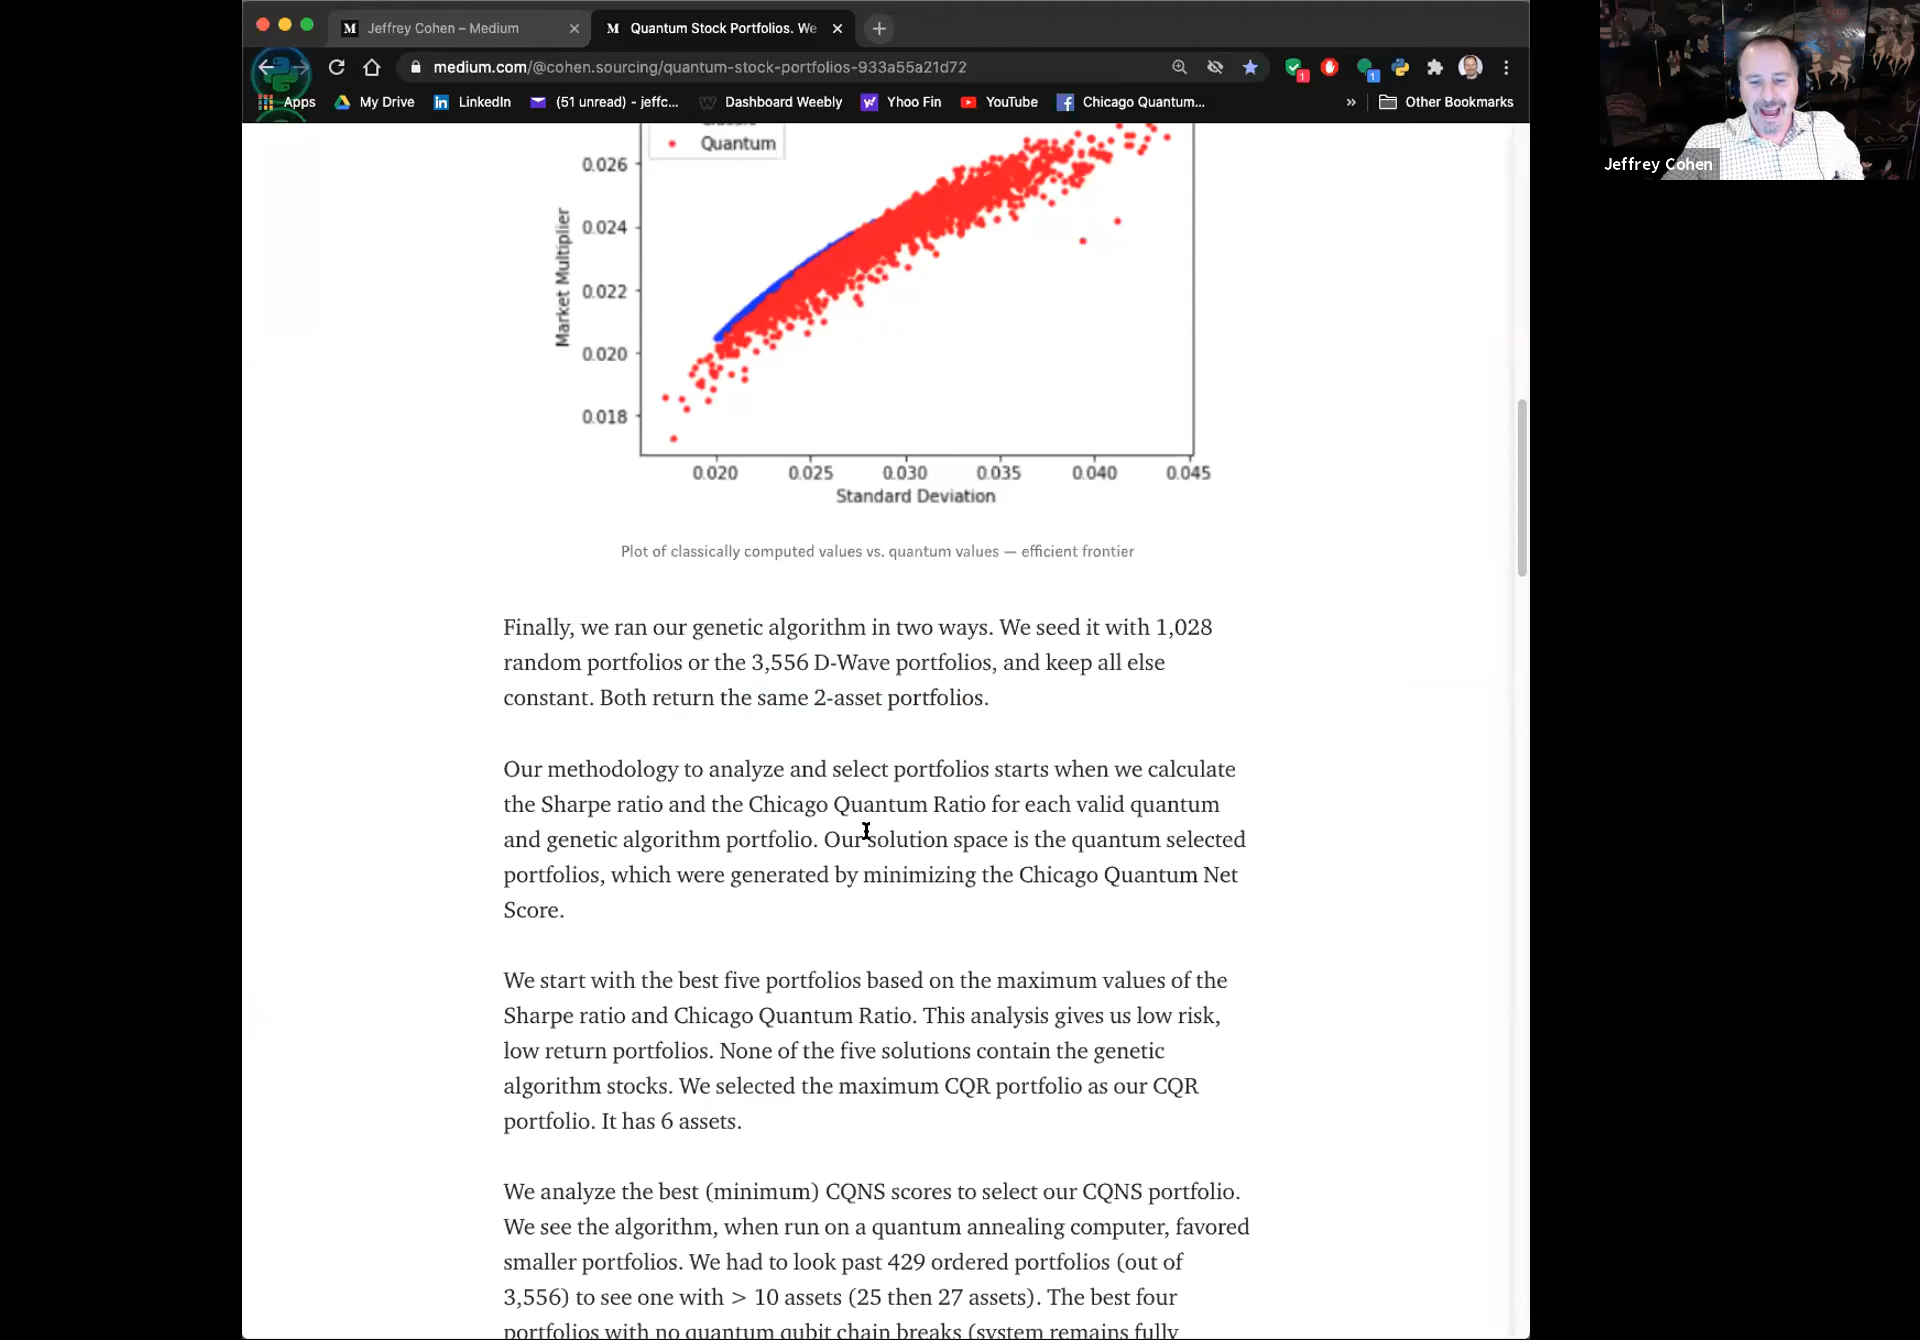 Jeffrey Cohen – Medium
Quantum Stock Portfolios. We
medium.com/@cohen.sourcing/quantum-stock-portfolios-933a55a21d72
1
1
Apps
My Drive
LinkedIn
(51 unread) - jeffc...
Dashboard Weebly
Yhoo Fin
YouTube
Chicago Quantum...
»
Other Bookmarks
Jeffrey Cohen
Quantum
0.026
0.024
0.022
0.020
0.018
Market Multiplier
0.020 0.025 0.030 0.035 0.040 0.045
Standard Deviation
Plot of classically computed values vs. quantum values — efficient frontier
Finally, we ran our genetic algorithm in two ways. We seed it with 1,028
random portfolios or the 3,556 D-Wave portfolios, and keep all else
constant. Both return the same 2-asset portfolios.
Our methodology to analyze and select portfolios starts when we calculate
the Sharpe ratio and the Chicago Quantum Ratio for each valid quantum
and genetic algorithm portfolio. Our solution space is the quantum selected
portfolios, which were generated by minimizing the Chicago Quantum Net
Score.
We start with the best five portfolios based on the maximum values of the
Sharpe ratio and Chicago Quantum Ratio. This analysis gives us low risk,
low return portfolios. None of the five solutions contain the genetic
algorithm stocks. We selected the maximum CQR portfolio as our CQR
portfolio. It has 6 assets.
We analyze the best (minimum) CQNS scores to select our CQNS portfolio.
We see the algorithm, when run on a quantum annealing computer, favored
smaller portfolios. We had to look past 429 ordered portfolios (out of
3,556) to see one with > 10 assets (25 then 27 assets). The best four
portfolios with no quantum qubit chain breaks (system remains fully